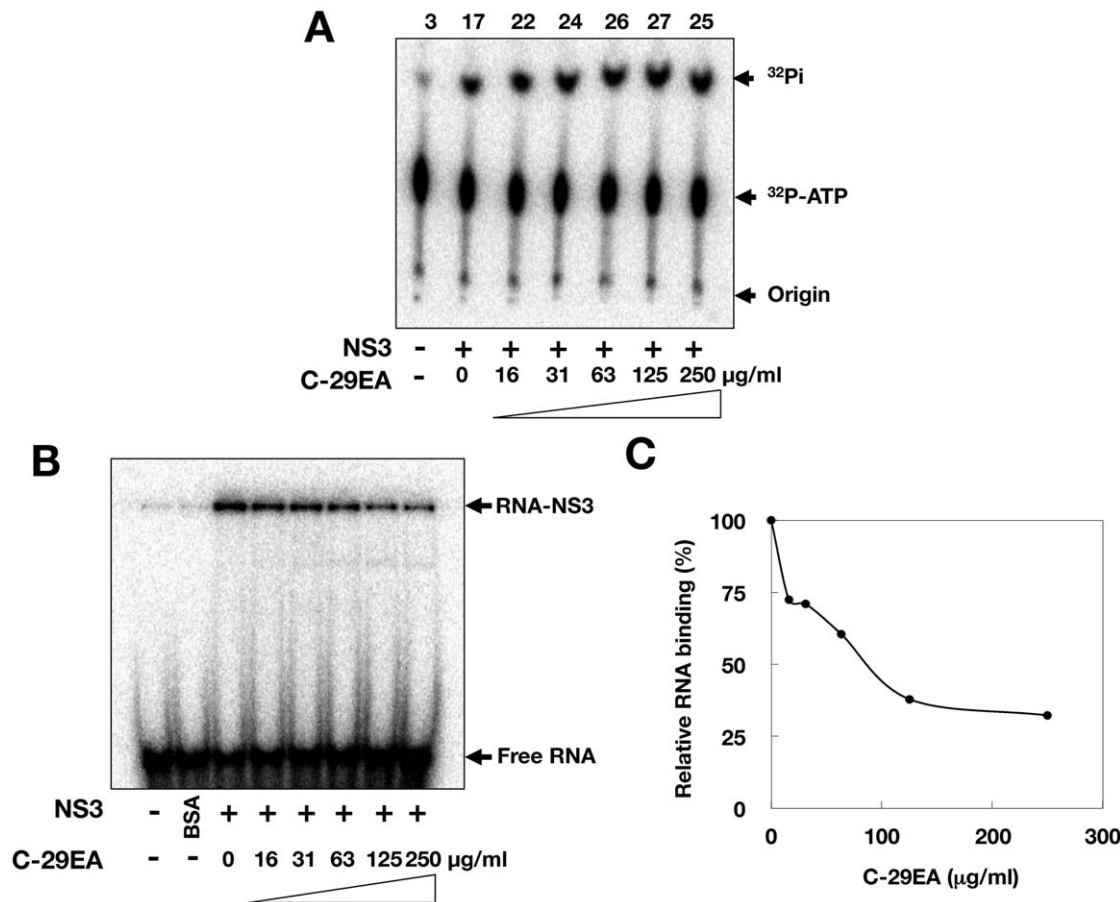 A
3 17 22 24 26 27 25
³²Pi
³²P-ATP
Origin
NS3 - + + + + + +
C-29EA - 0 16 31 63 125 250 µg/ml
B
RNA-NS3
Free RNA
NS3 - BSA + + + + + +
C-29EA - - 0 16 31 63 125 250 µg/ml
C
Relative RNA binding (%)
100
75
50
25
0
0 100 200 300
C-29EA (µg/ml)